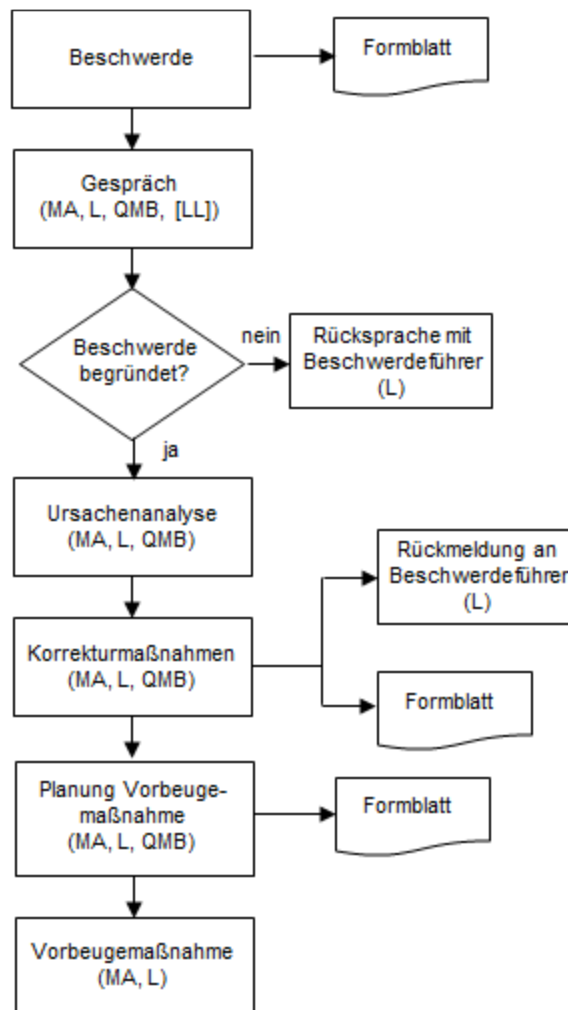 Beschwerde
Formblatt
Gespräch
(MA, L, QMB, [LL])
Beschwerde
begründet?
nein
Rücksprache mit
Beschwerdeführer
(L)
ja
Ursachenanalyse
(MA, L, QMB)
Rückmeldung an
Beschwerdeführer
(L)
Korrekturmaßnahmen
(MA, L, QMB)
Formblatt
Planung Vorbeuge-
maßnahme
(MA, L, QMB)
Formblatt
Vorbeugemaßnahme
(MA, L)